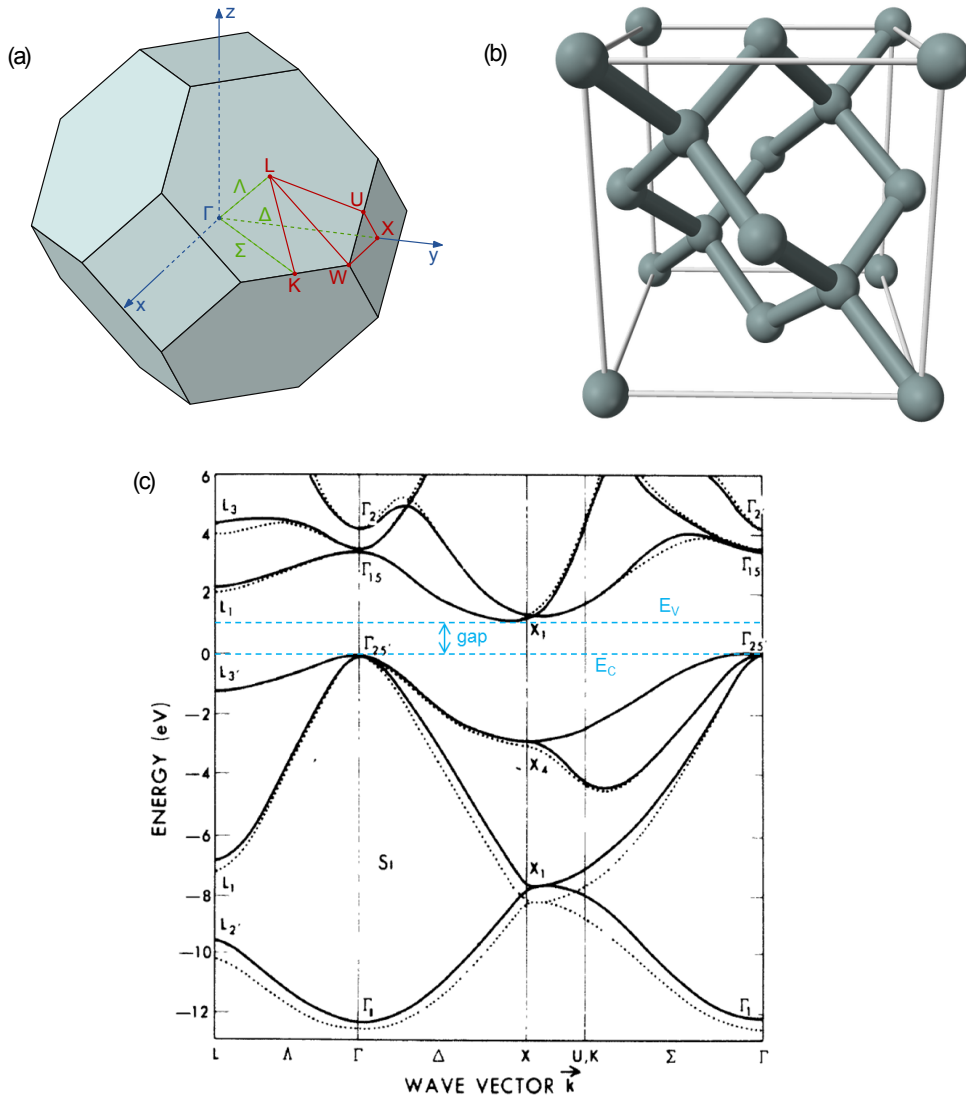 (a)
z
L
Λ
U
Γ
Δ
X
y
Σ
W
K
x
(b)
(c)
6
4
2
0
−2
−4
−6
−8
−10
−12
ENERGY (eV)
L3
L1
L3'
L1
L2'
Γ2'
Γ15
Γ25'
X1
X4
X1
Γ1
Si
Γ2'
Γ15
Γ25'
Γ1
EV
gap
EC
L Λ Γ Δ X U,K Σ Γ
WAVE VECTOR k